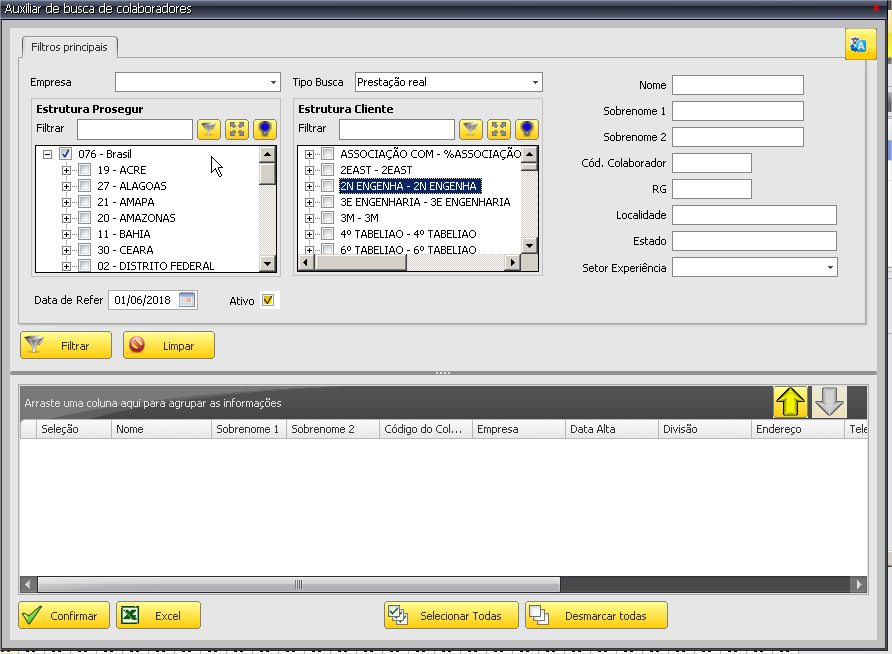 Auxiliar de busca de colaboradores
Filtros principais
Empresa
Tipo Busca
Prestação real
Estrutura Prosegur
Filtrar
076 - Brasil
19 - ACRE
27 - ALAGOAS
21 - AMAPA
20 - AMAZONAS
11 - BAHIA
30 - CEARA
02 - DISTRITO FEDERAL
Estrutura Cliente
Filtrar
ASSOCIAÇÃO COM - %ASSOCIAÇÃO
2EAST - 2EAST
2N ENGENHA - 2N ENGENHA
3E ENGENHARIA - 3E ENGENHARIA
3M - 3M
4º TABELIAO - 4º TABELIAO
6º TABELIAO - 6º TABELIAO
Nome
Sobrenome 1
Sobrenome 2
Cód. Colaborador
RG
Localidade
Estado
Setor Experiência
Data de Refer
01/06/2018
Ativo
Filtrar
Limpar
Arraste uma coluna aqui para agrupar as informações
Seleção
Nome
Sobrenome 1
Sobrenome 2
Código do Col...
Empresa
Data Alta
Divisão
Endereço
Tele
Confirmar
Excel
Selecionar Todas
Desmarcar todas